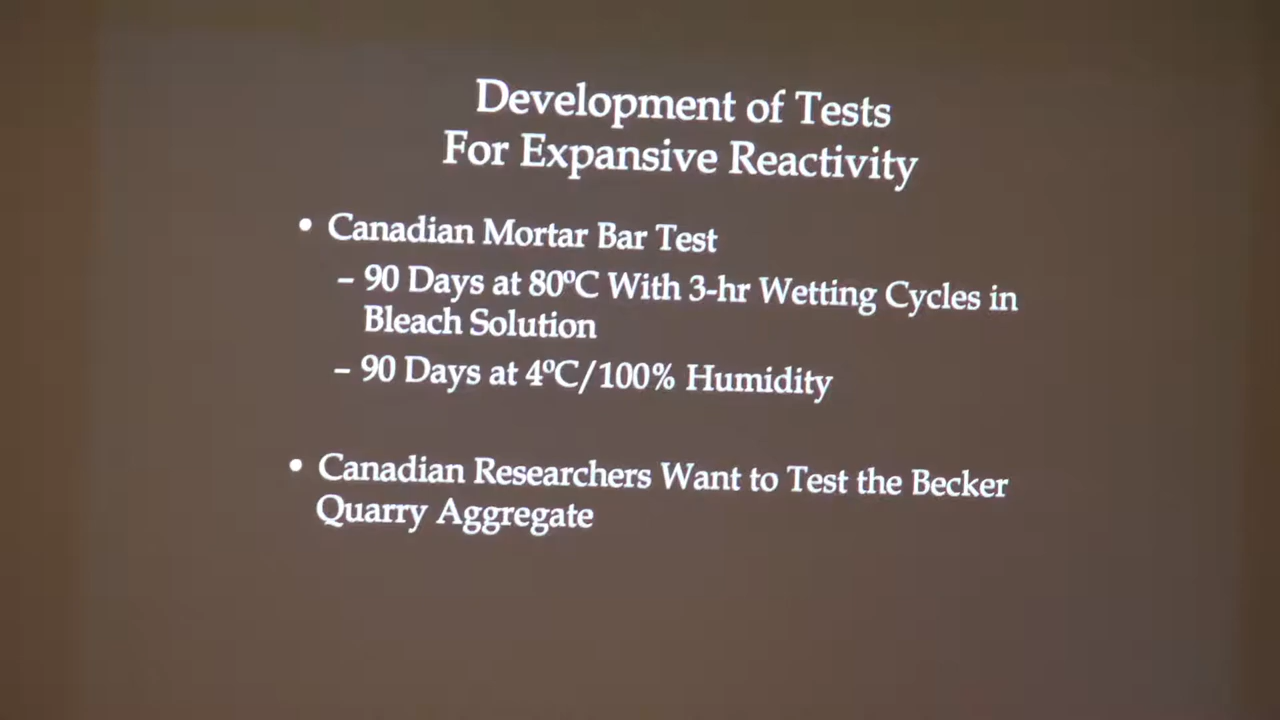 Development of Tests
For Expansive Reactivity
• Canadian Mortar Bar Test
– 90 Days at 80ºC With 3-hr Wetting Cycles in
Bleach Solution
– 90 Days at 4ºC/100% Humidity
• Canadian Researchers Want to Test the Becker
Quarry Aggregate